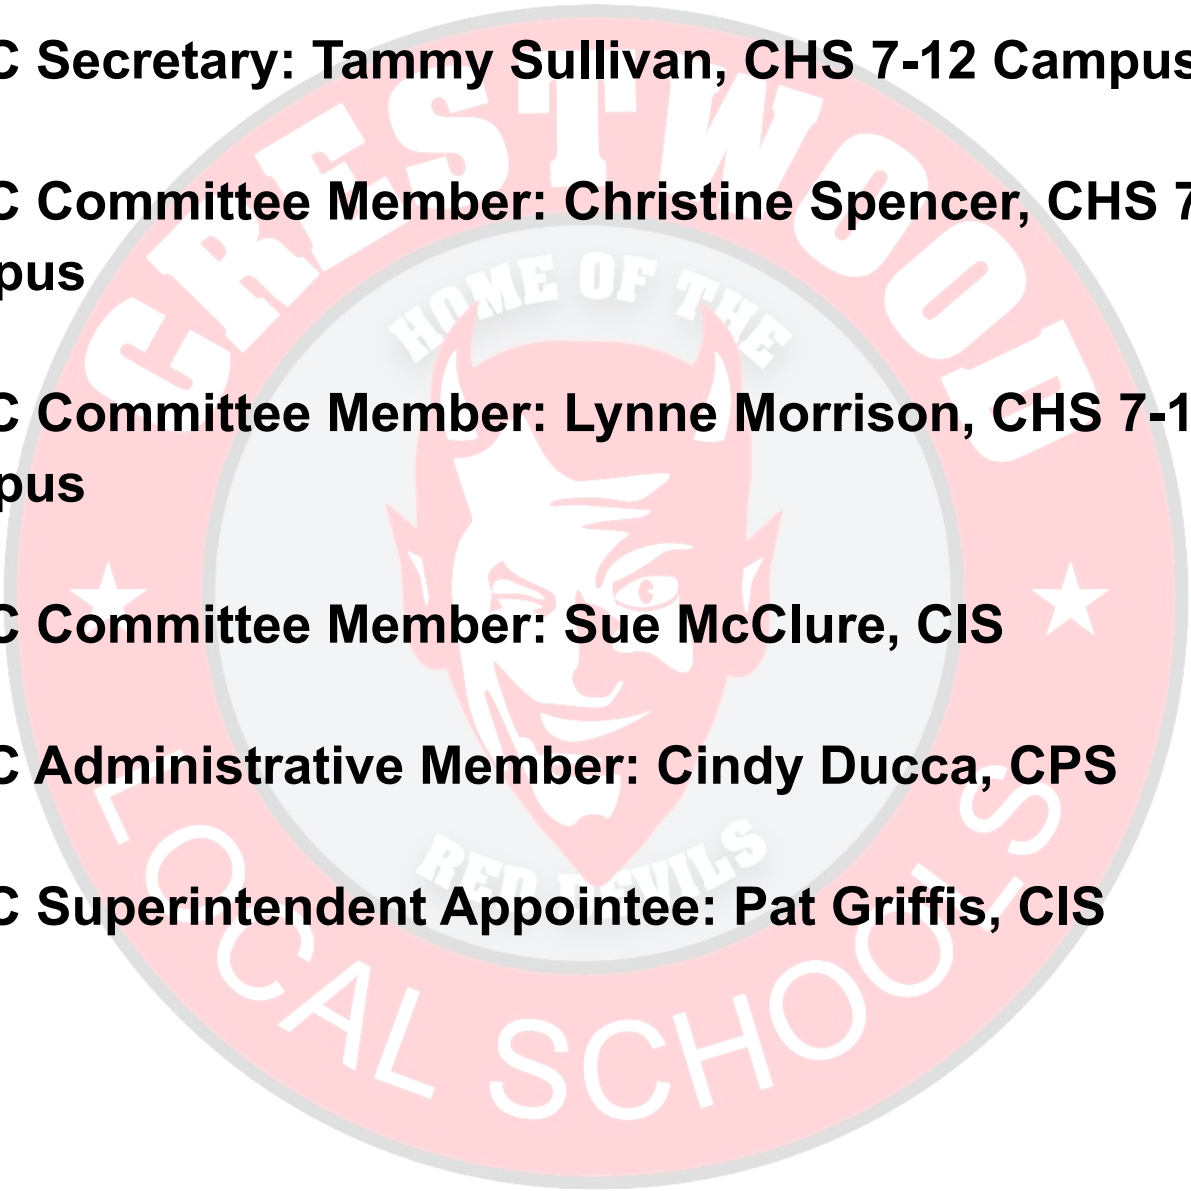 C Secretary: Tammy Sullivan, CHS 7-12 Campus
C Committee Member: Christine Spencer, CHS 7
pus
C Committee Member: Lynne Morrison, CHS 7-1
pus
C Committee Member: Sue McClure, CIS
C Administrative Member: Cindy Ducca, CPS
C Superintendent Appointee: Pat Griffis, CIS
CRESTWOOD
HOME OF THE
RED DEVILS
LOCAL SCHOOLS